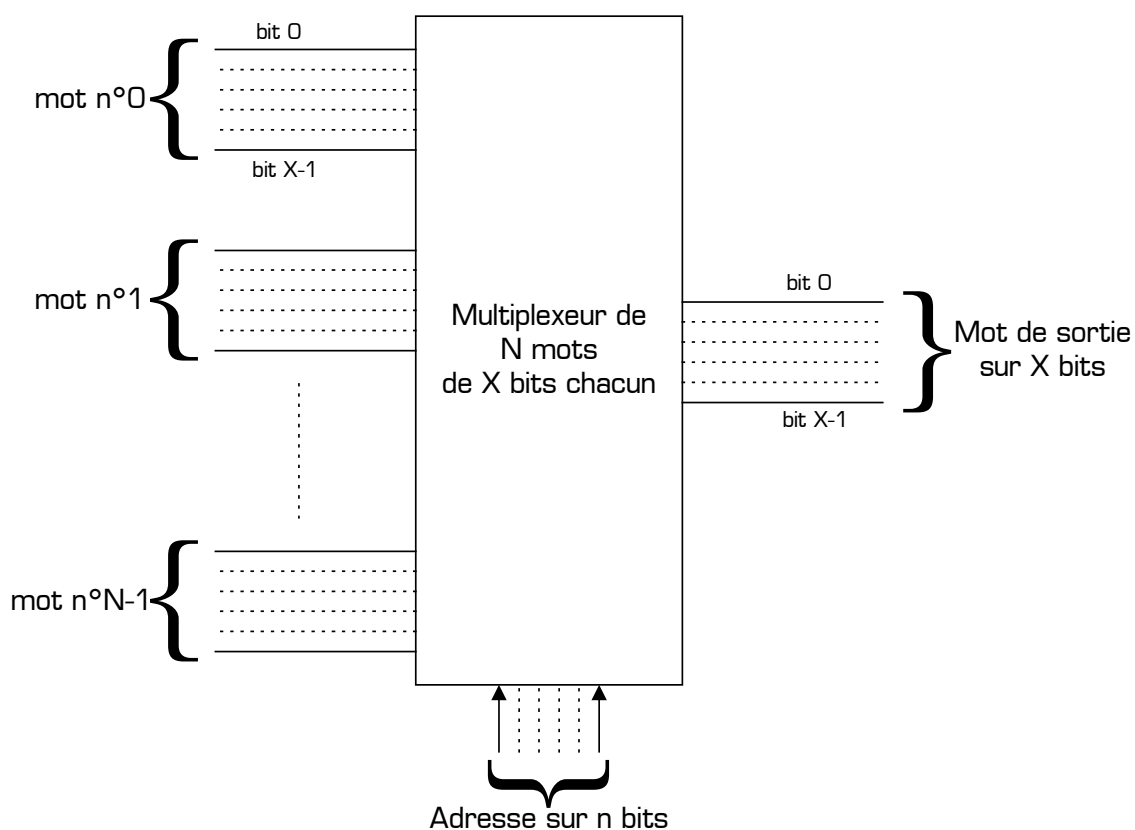 bit 0
mot n°0
bit X-1
mot n°1
bit 0
Multiplexeur de
N mots
de X bits chacun
Mot de sortie
sur X bits
bit X-1
mot n°N-1
Adresse sur n bits